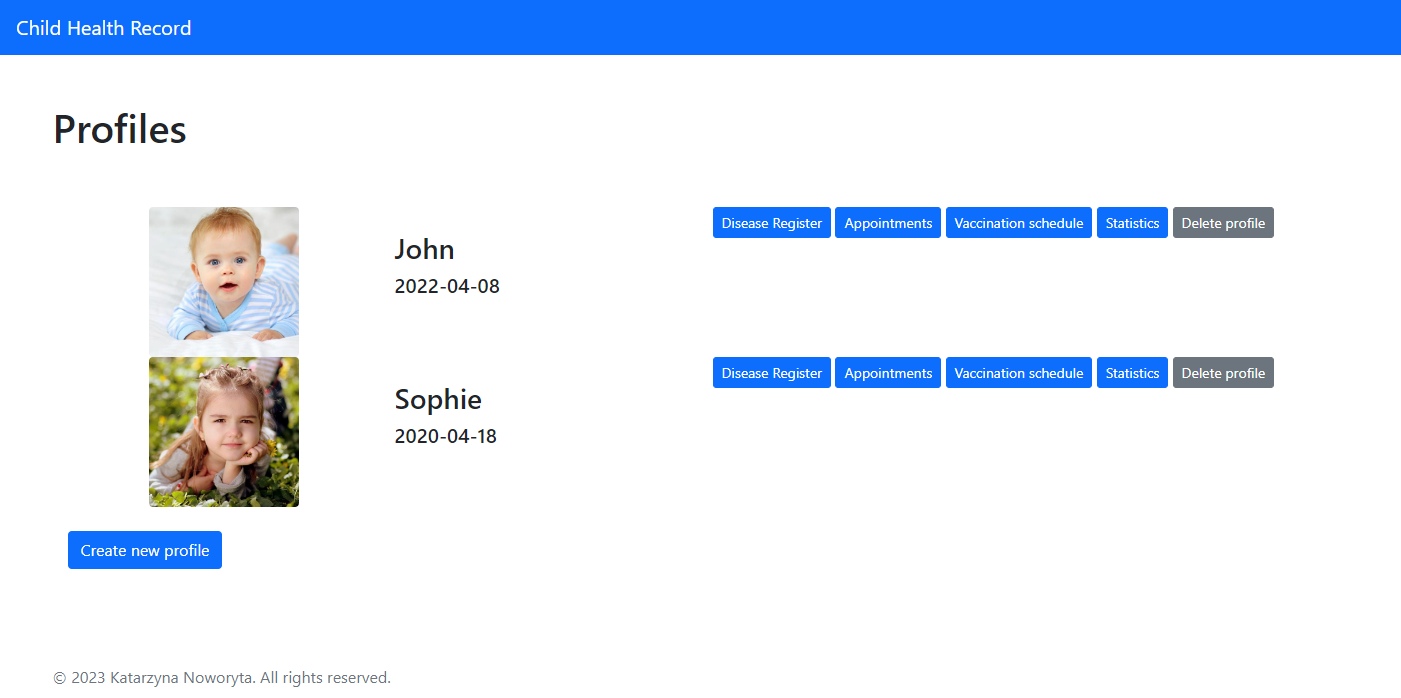 Child Health Record
Profiles
Disease Register Appointments Vaccination schedule Statistics Delete profile
John
2022-04-08
Disease Register Appointments Vaccination schedule Statistics Delete profile
Sophie
2020-04-18
Create new profile
© 2023 Katarzyna Noworyta. All rights reserved.